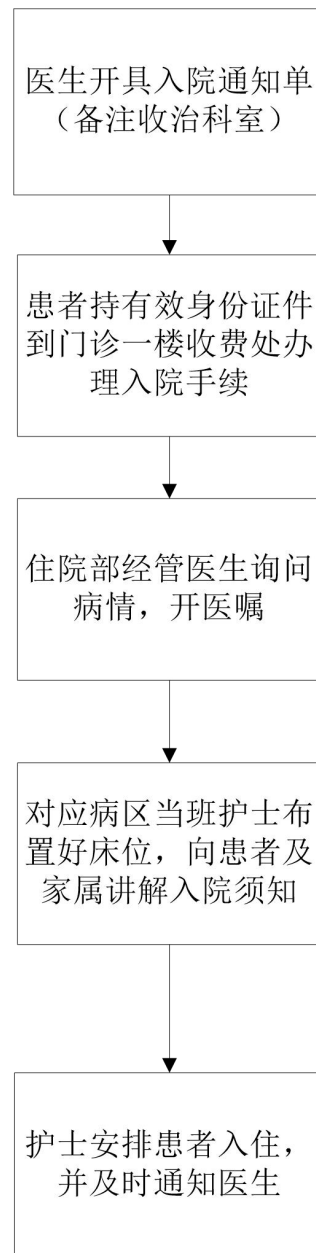 医生开具入院通知单
（备注收治科室）
患者持有效身份证件
到门诊一楼收费处办
理入院手续
住院部经管医生询问
病情，开医嘱
对应病区当班护士布
置好床位，向患者及
家属讲解入院须知
护士安排患者入住，
并及时通知医生